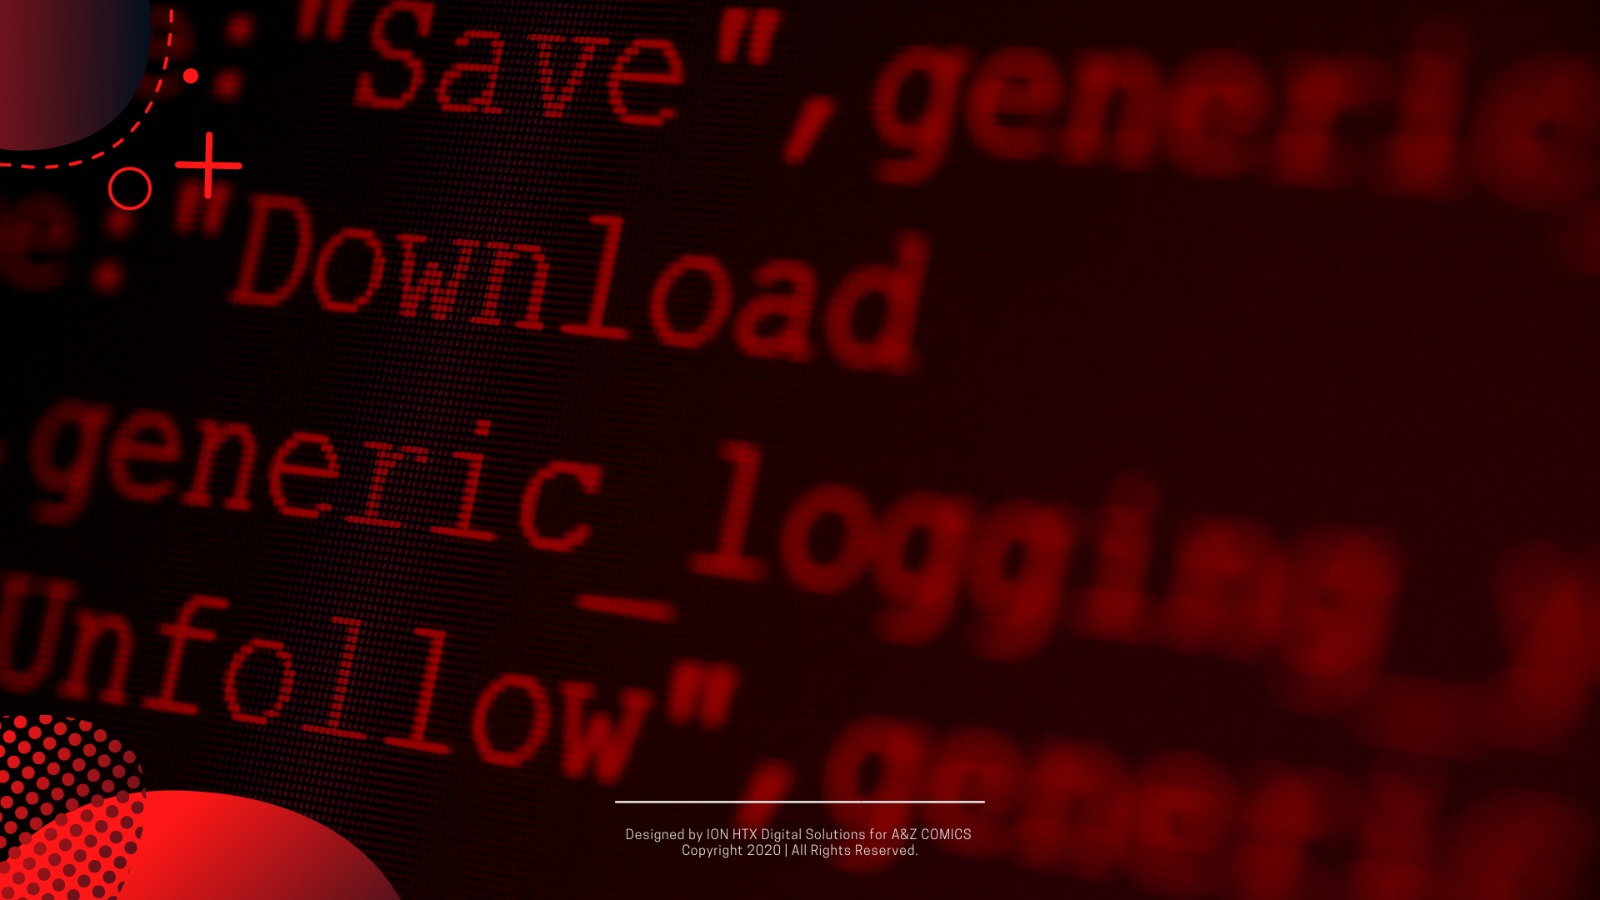 e:"Save",generic
e:"Download
generic_logging_
Unfollow",generic
Designed by ION HTX Digital Solutions for A&Z COMICS
Copyright 2020 | All Rights Reserved.